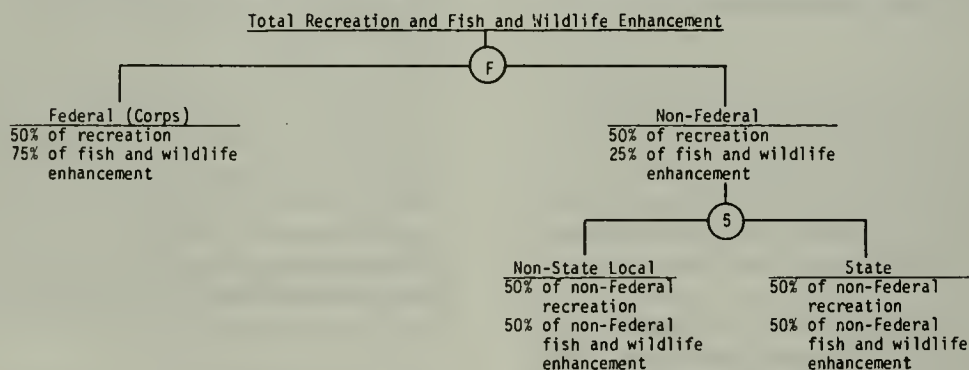 Total Recreation and Fish and Wildlife Enhancement
F
Federal (Corps)
50% of recreation
75% of fish and wildlife
enhancement
Non-Federal
50% of recreation
25% of fish and wildlife
enhancement
5
Non-State Local
50% of non-Federal
recreation
50% of non-Federal
fish and wildlife
enhancement
State
50% of non-Federal
recreation
50% of non-Federal
fish and wildlife
enhancement